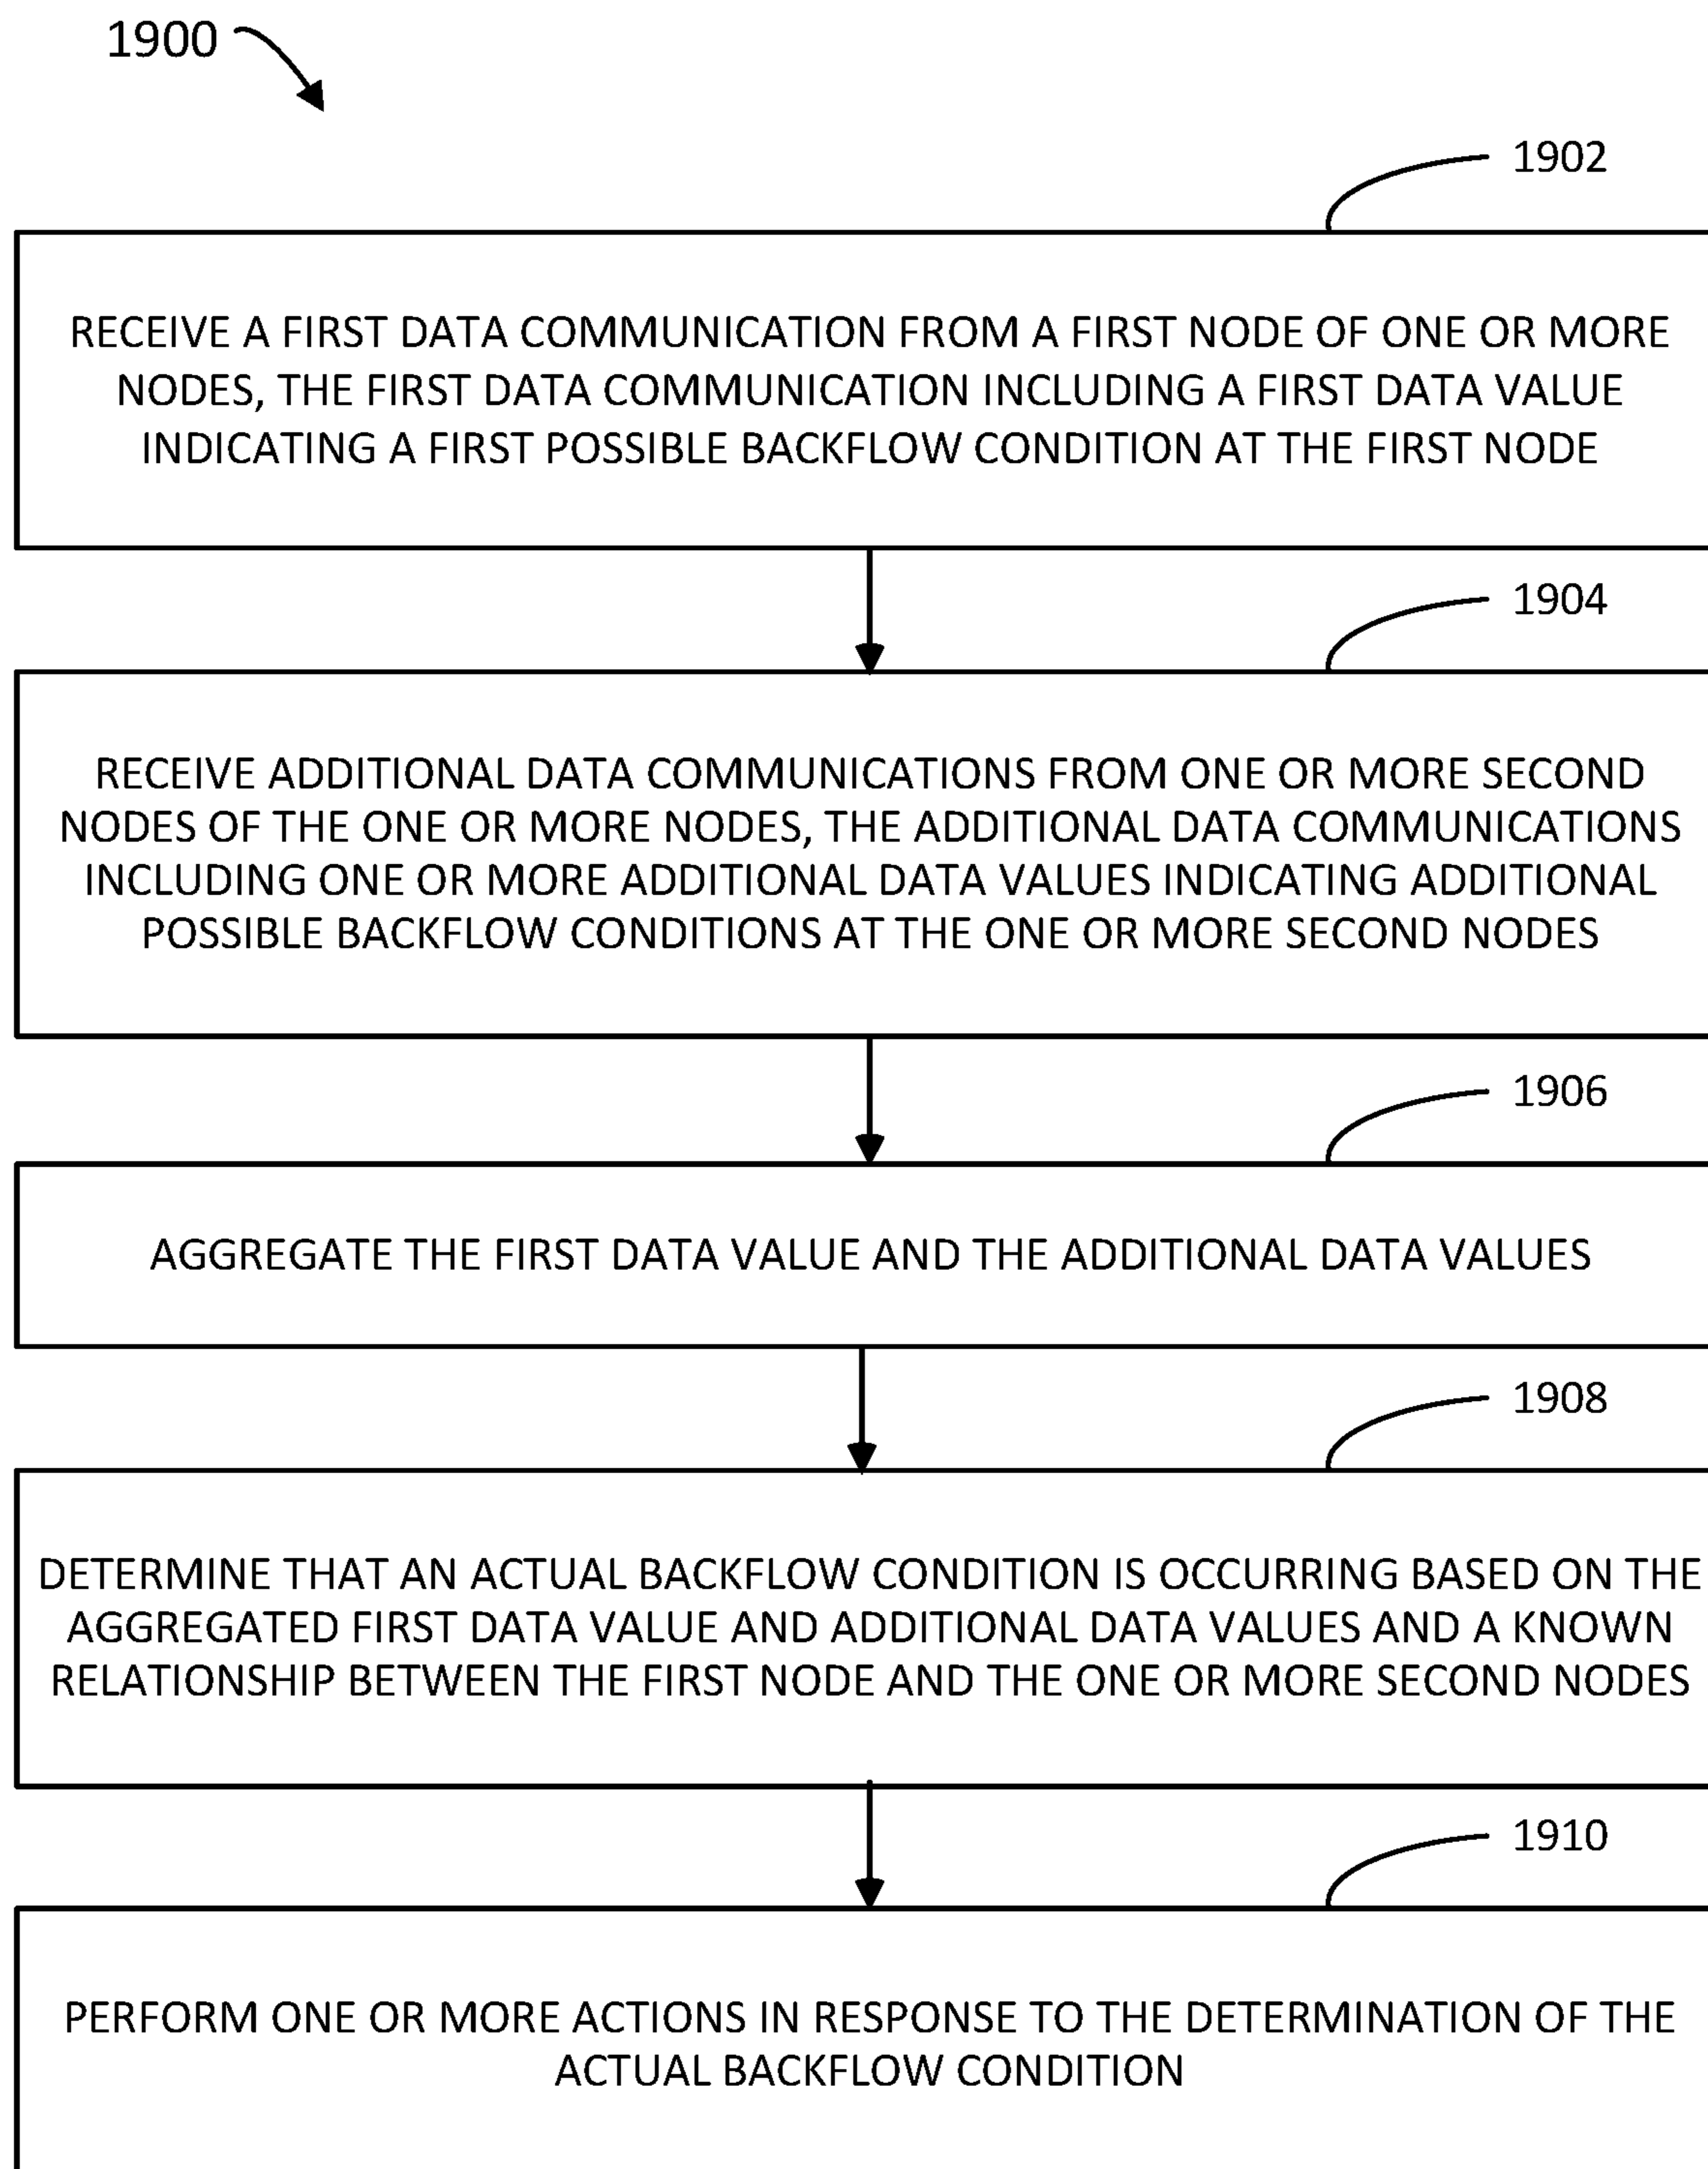 1900
1902
RECEIVE A FIRST DATA COMMUNICATION FROM A FIRST NODE OF ONE OR MORE
NODES, THE FIRST DATA COMMUNICATION INCLUDING A FIRST DATA VALUE
INDICATING A FIRST POSSIBLE BACKFLOW CONDITION AT THE FIRST NODE
1904
RECEIVE ADDITIONAL DATA COMMUNICATIONS FROM ONE OR MORE SECOND
NODES OF THE ONE OR MORE NODES, THE ADDITIONAL DATA COMMUNICATIONS
INCLUDING ONE OR MORE ADDITIONAL DATA VALUES INDICATING ADDITIONAL
POSSIBLE BACKFLOW CONDITIONS AT THE ONE OR MORE SECOND NODES
1906
AGGREGATE THE FIRST DATA VALUE AND THE ADDITIONAL DATA VALUES
1908
DETERMINE THAT AN ACTUAL BACKFLOW CONDITION IS OCCURRING BASED ON THE
AGGREGATED FIRST DATA VALUE AND ADDITIONAL DATA VALUES AND A KNOWN
RELATIONSHIP BETWEEN THE FIRST NODE AND THE ONE OR MORE SECOND NODES
1910
PERFORM ONE OR MORE ACTIONS IN RESPONSE TO THE DETERMINATION OF THE
ACTUAL BACKFLOW CONDITION